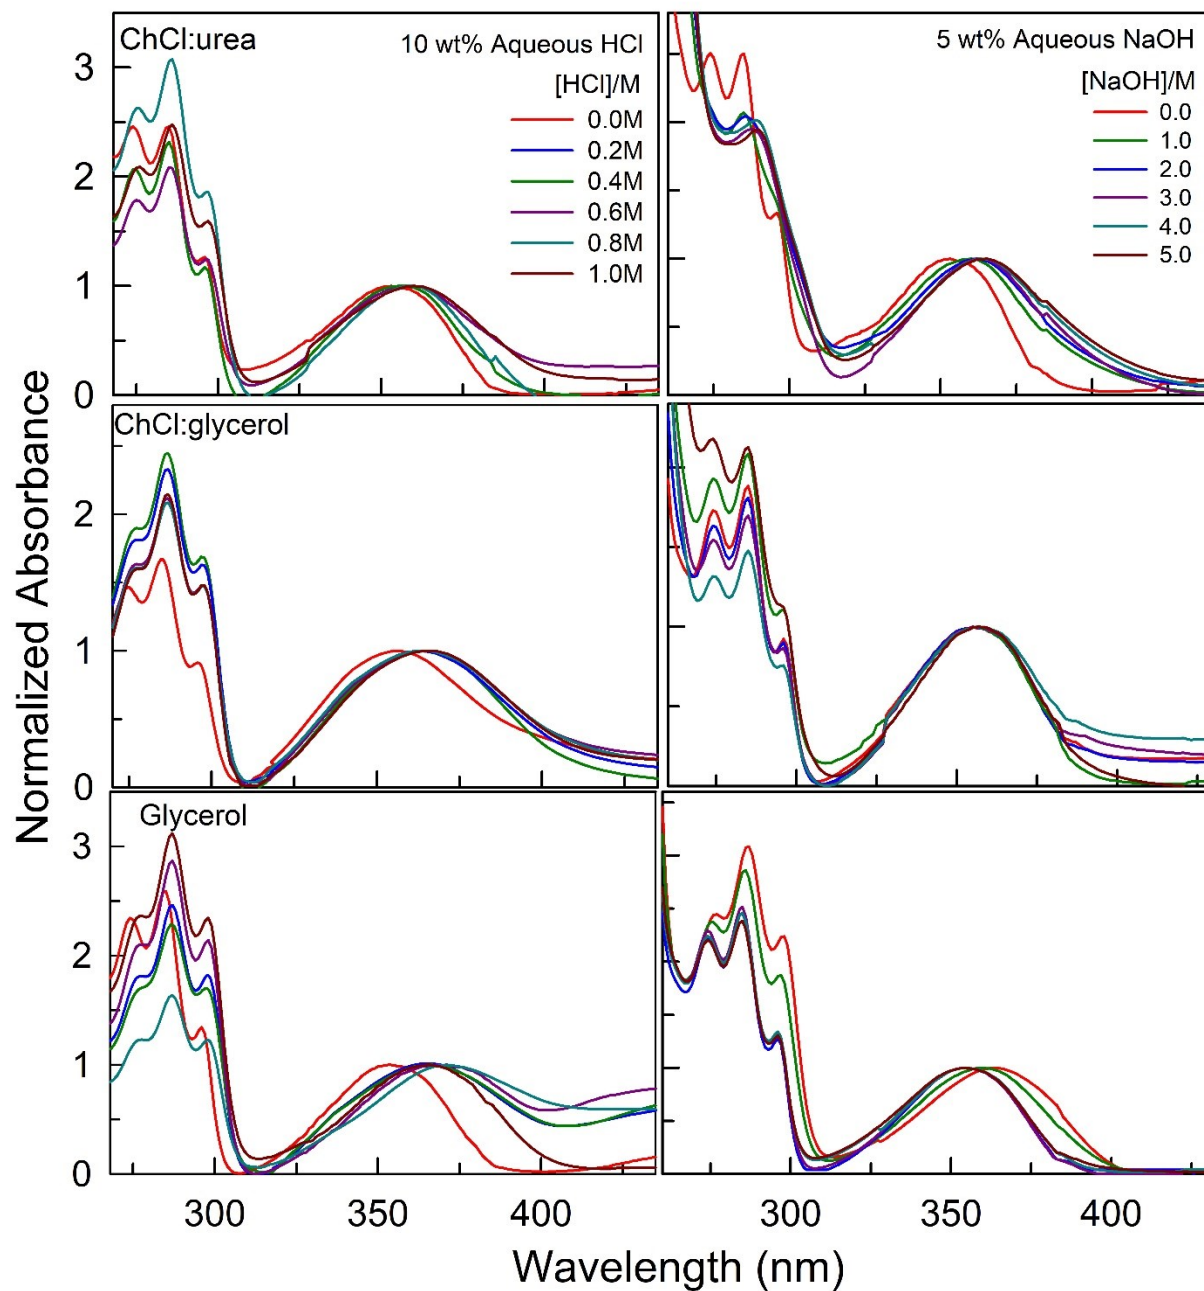 ChCl:urea
10 wt% Aqueous HCl
[HCl]/M
0.0M
0.2M
0.4M
0.6M
0.8M
1.0M
3
2
1
0
5 wt% Aqueous NaOH
[NaOH]/M
0.0
1.0
2.0
3.0
4.0
5.0
ChCl:glycerol
2
1
0
Glycerol
3
2
1
0
300
350
400
300
350
400
Normalized Absorbance
Wavelength (nm)